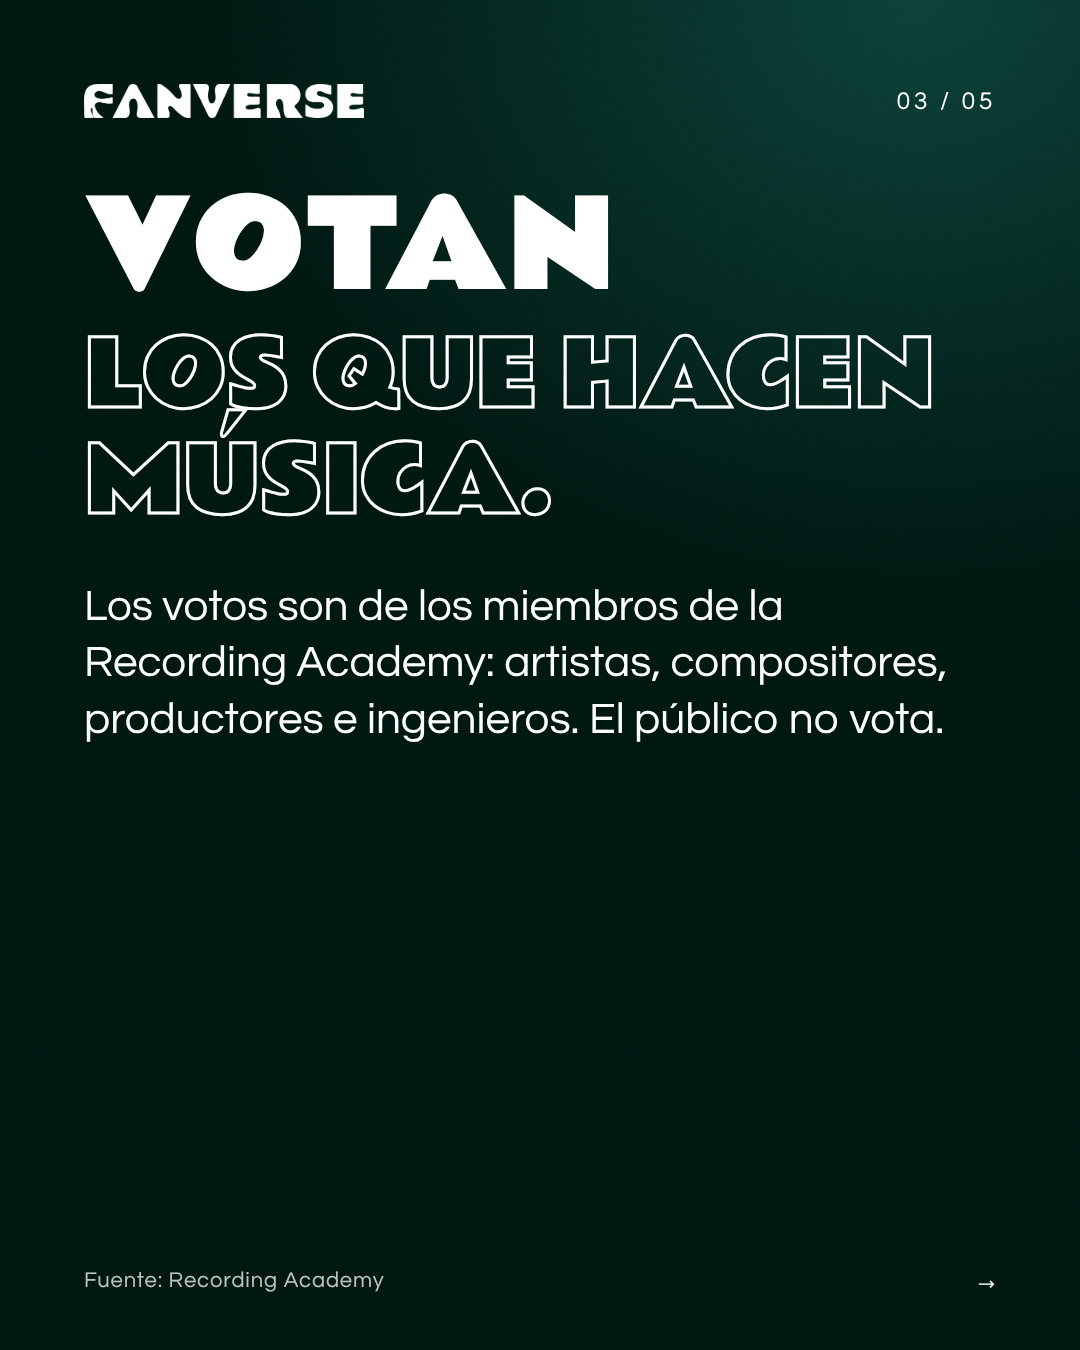 FANVERSE
03 / 05
VOTAN
LOS QUE HACEN
MÚSICA.
Los votos son de los miembros de la
Recording Academy: artistas, compositores,
productores e ingenieros. El público no vota.
Fuente: Recording Academy
→